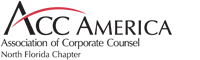 ACC AMERICA
Association of Corporate Counsel
North Florida Chapter